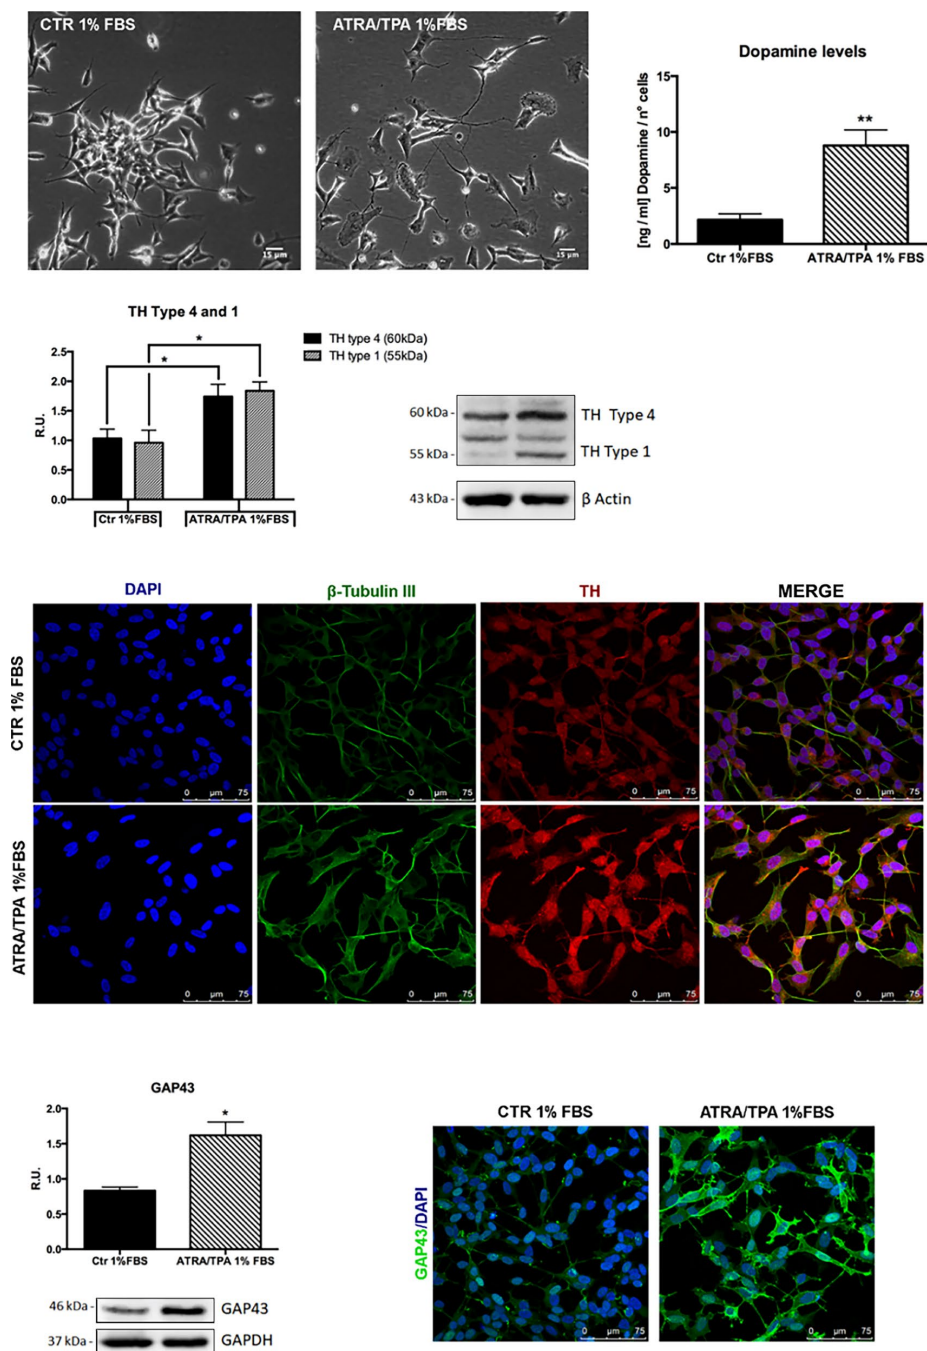 CTR 1% FBS
ATRA/TPA 1%FBS
15 µm
15 µm
Dopamine levels
[ng / ml] Dopamine / n° cells
15
**
10
5
0
Ctr 1%FBS
ATRA/TPA 1% FBS
TH Type 4 and 1
R.U.
2.5
2.0
1.5
1.0
0.5
0.0
*
*
TH type 4 (60kDa)
TH type 1 (55kDa)
Ctr 1%FBS
ATRA/TPA 1%FBS
60 kDa -
TH Type 4
55 kDa -
TH Type 1
43 kDa -
β Actin
DAPI
β-Tubulin III
TH
MERGE
CTR 1% FBS
0 µm 75
0 µm 75
0 µm 75
0 µm 75
ATRA/TPA 1%FBS
0 µm 75
0 µm 75
0 µm 75
0 µm 75
GAP43
R.U.
2.0
*
1.5
1.0
0.5
0.0
Ctr 1%FBS
ATRA/TPA 1% FBS
46 kDa -
GAP43
37 kDa -
GAPDH
CTR 1% FBS
ATRA/TPA 1%FBS
GAP43/DAPI
0 µm 75
0 µm 75